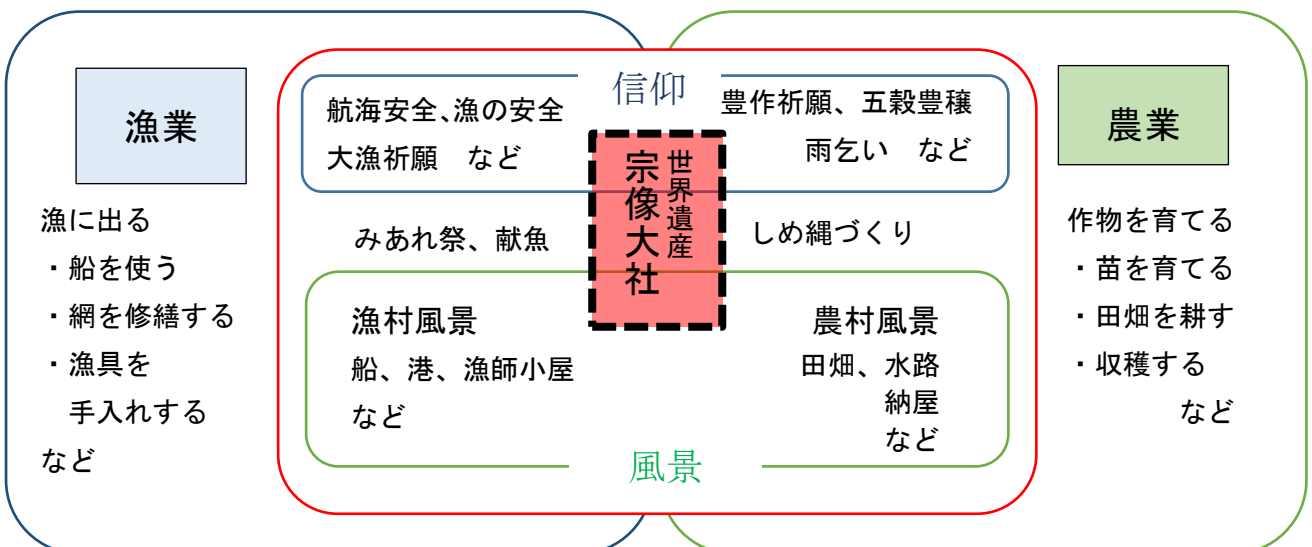 漁業
漁に出る
・船を使う
・網を修繕する
・漁具を
手入れする
など
信仰
航海安全、漁の安全
大漁祈願　など
豊作祈願、五穀豊穣
雨乞い　など
世界遺産
宗像大社
みあれ祭、献魚
しめ縄づくり
漁村風景
船、港、漁師小屋
など
農村風景
田畑、水路
納屋
など
風景
農業
作物を育てる
・苗を育てる
・田畑を耕す
・収穫する
など